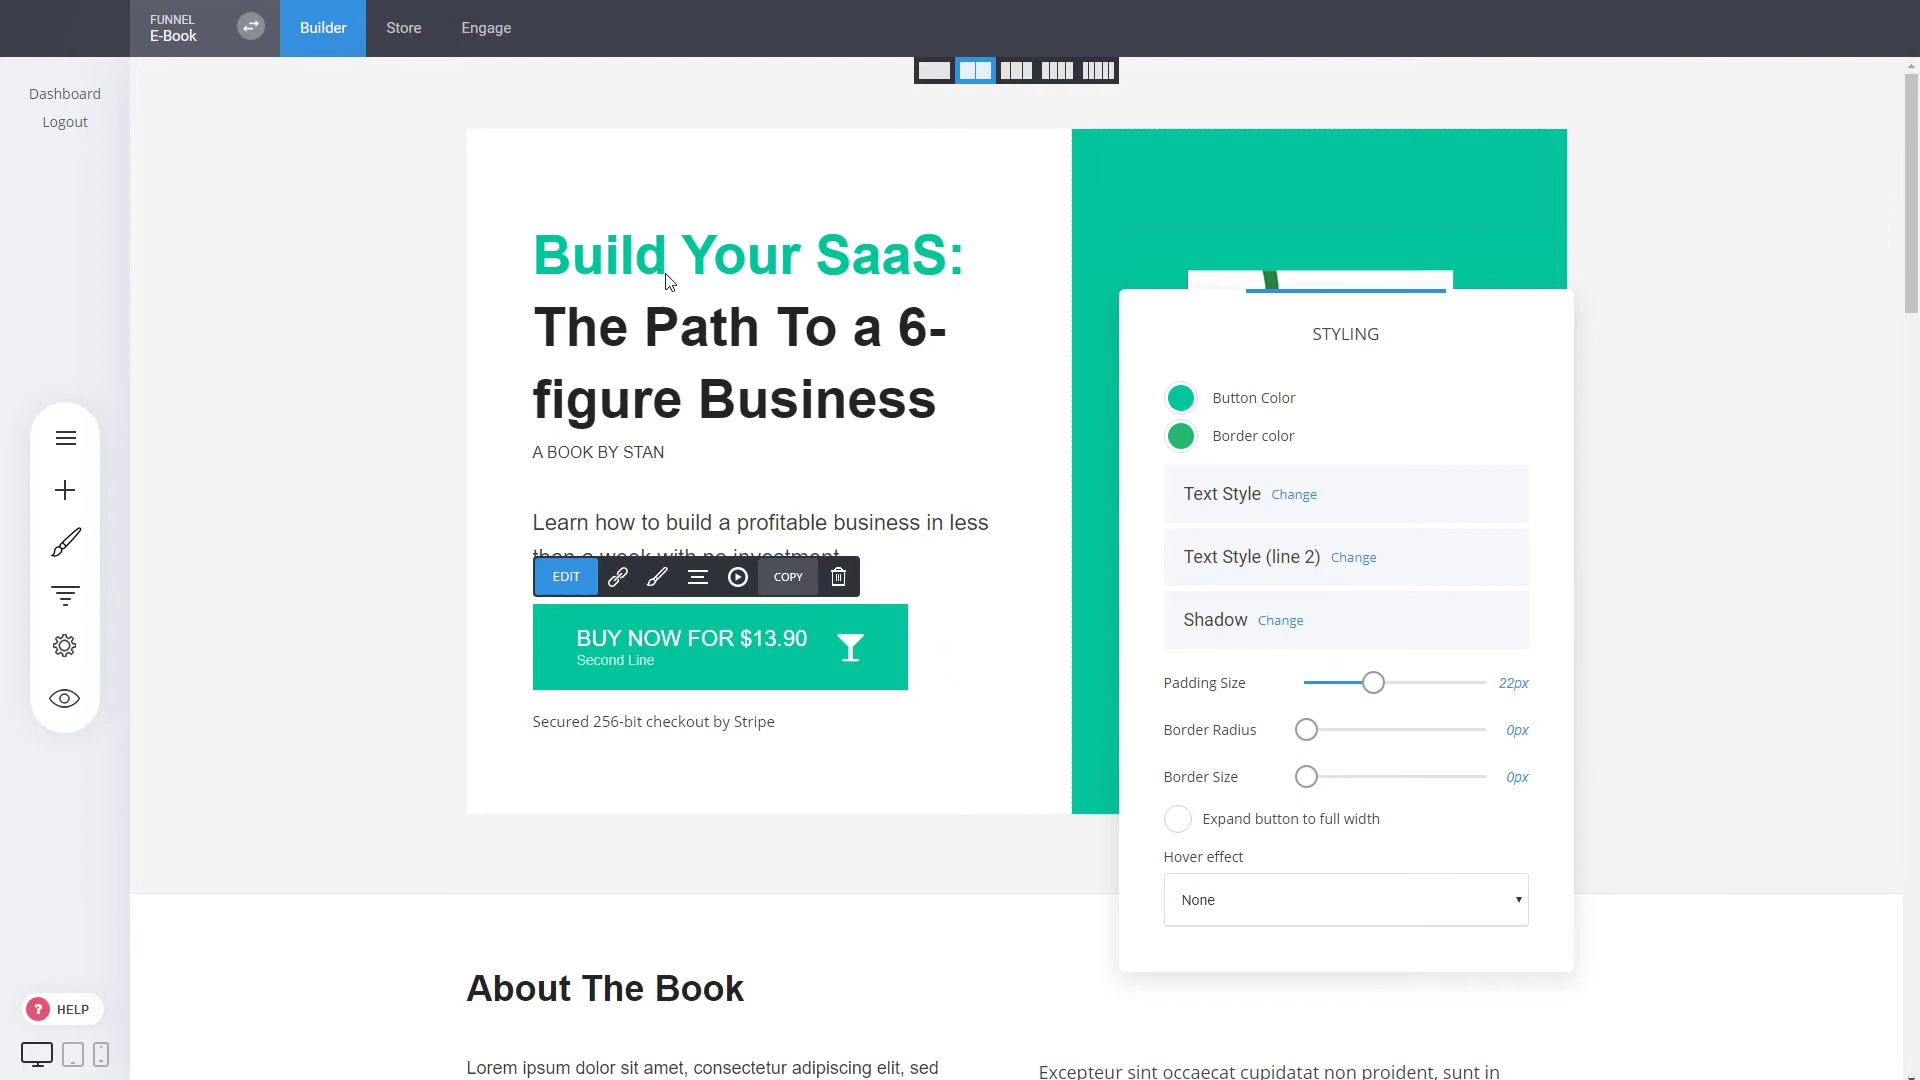 FUNNEL
E-Book
Builder
Store
Engage
Dashboard
Logout
Build Your SaaS:
The Path To a 6-
figure Business
A BOOK BY STAN
Learn how to build a profitable business in less
than a week with no investment
EDIT
COPY
BUY NOW FOR $13.90
Second Line
Secured 256-bit checkout by Stripe
STYLING
Button Color
Border color
Text Style Change
Text Style (line 2) Change
Shadow Change
Padding Size 22px
Border Radius 0px
Border Size 0px
Expand button to full width
Hover effect
None
About The Book
Lorem ipsum dolor sit amet, consectetur adipiscing elit, sed
Excepteur sint occaecat cupidatat non proident, sunt in
? HELP